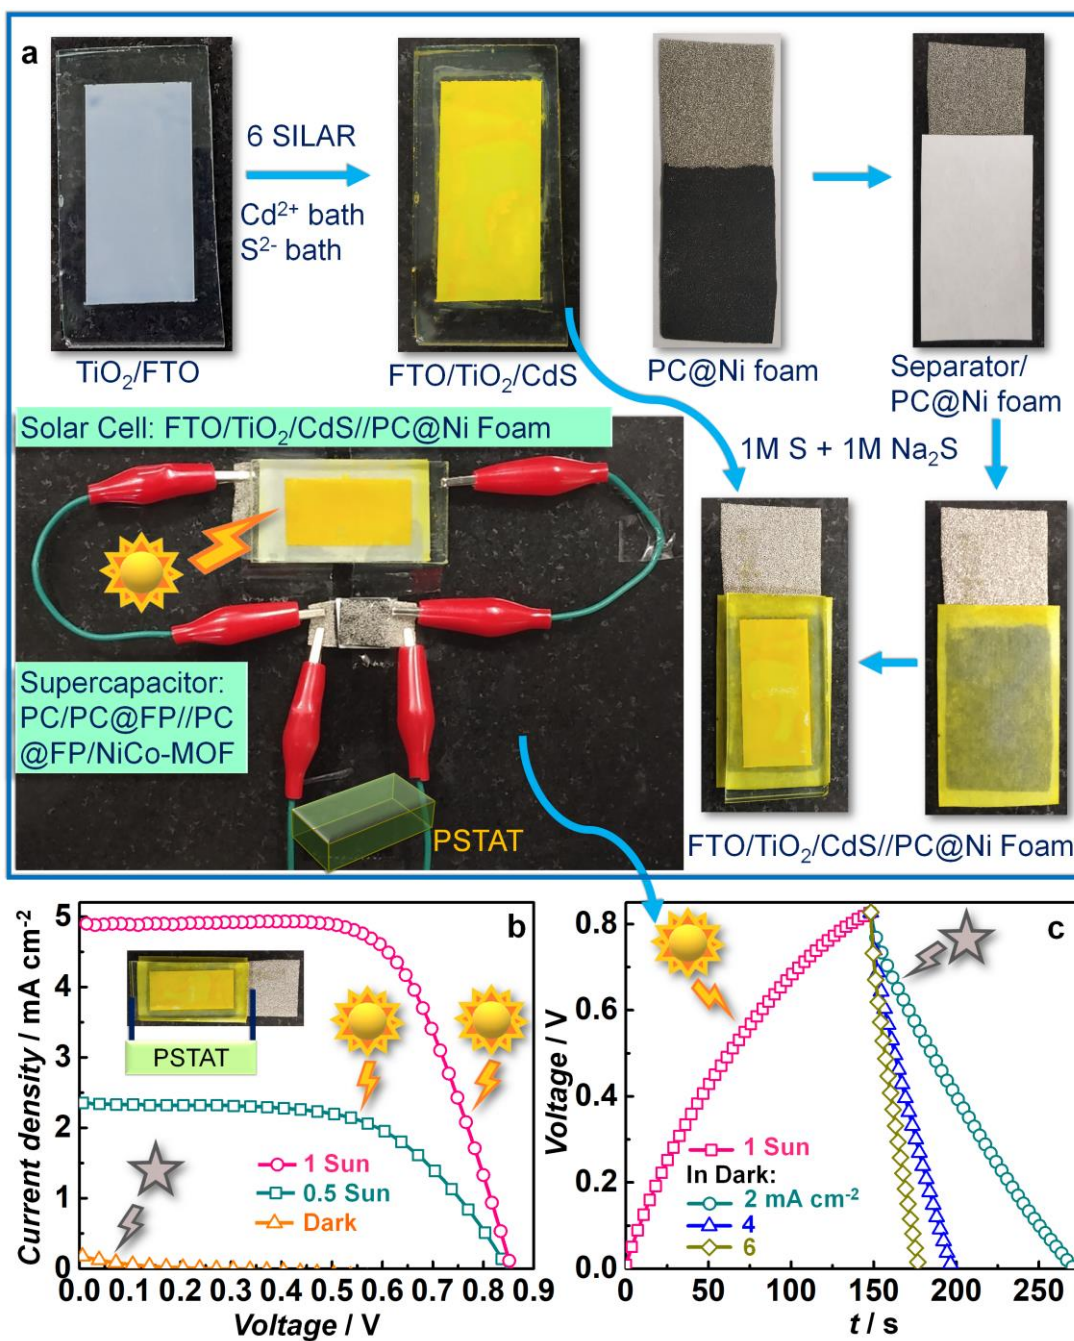 a
6 SILAR
Cd²⁺ bath
S²⁻ bath
TiO₂/FTO
FTO/TiO₂/CdS
PC@Ni foam
Separator/
PC@Ni foam
1M S + 1M Na₂S
Solar Cell: FTO/TiO₂/CdS//PC@Ni Foam
Supercapacitor:
PC/PC@FP//PC
@FP/NiCo-MOF
PSTAT
FTO/TiO₂/CdS//PC@Ni Foam
b
Current density / mA cm⁻²
5
4
3
2
1
0
PSTAT
1 Sun
0.5 Sun
Dark
0.0 0.1 0.2 0.3 0.4 0.5 0.6 0.7 0.8 0.9
Voltage / V
c
Voltage / V
0.8
0.6
0.4
0.2
0.0
1 Sun
In Dark:
2 mA cm⁻²
4
6
0 50 100 150 200 250
t / s